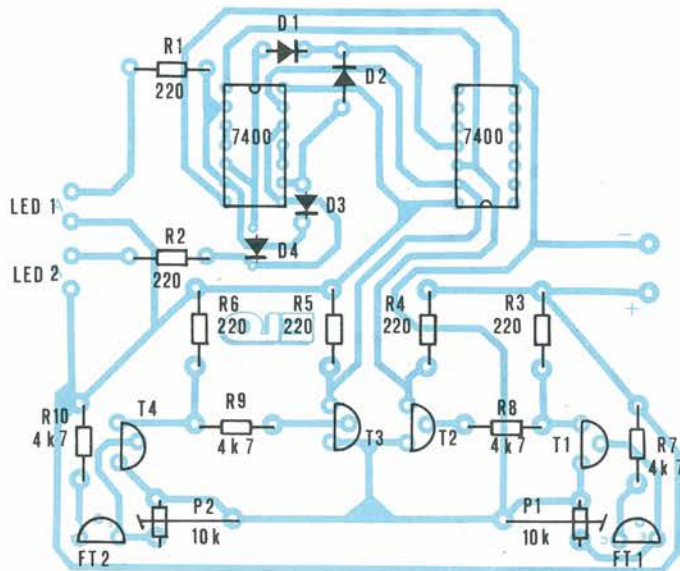 D1
R1
220
D2
7400
7400
D3
LED 1 A
R2
D4
220
LED 2
A
−
+
R6
220
R5
220
R4
220
R3
220
R10
4k7
T4
R9
4k7
T3
T2
R8
4k7
T1
R7
4k7
P2
10k
P1
10k
FT2
FT1